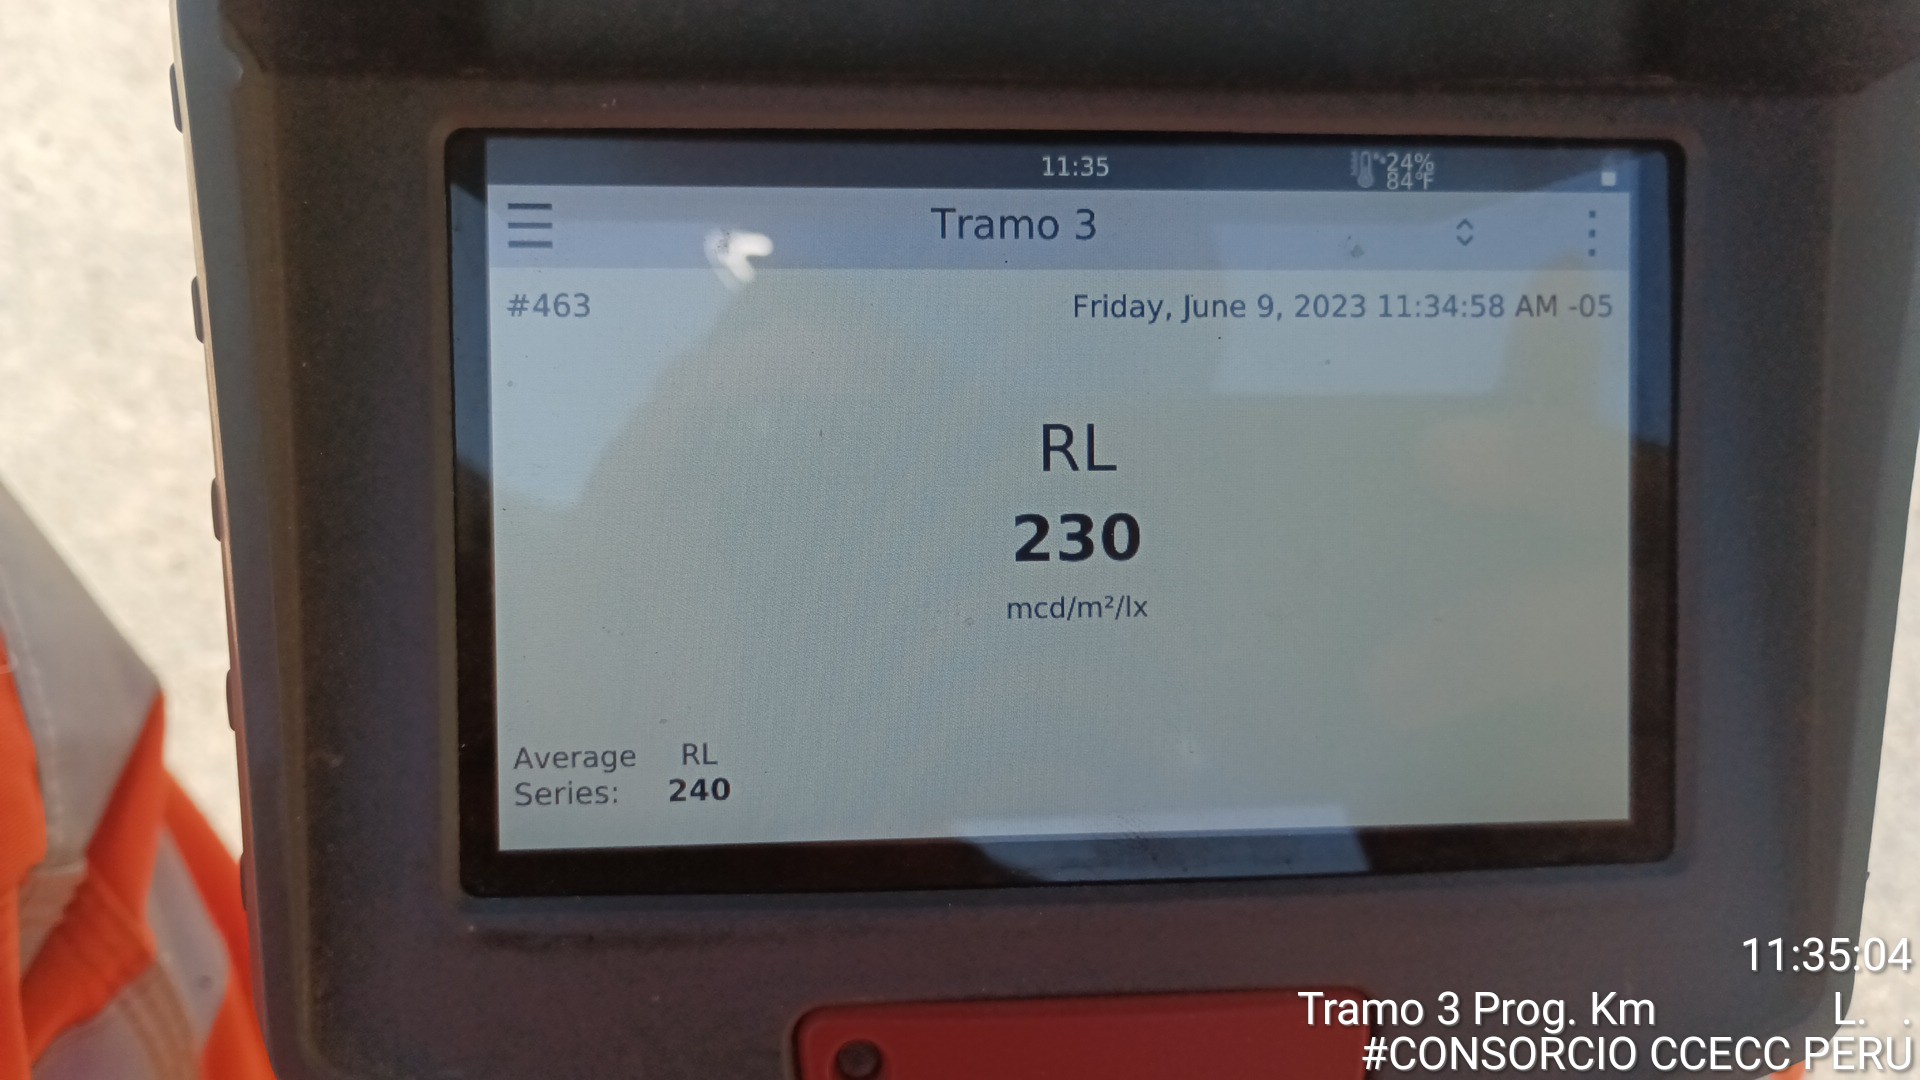 11:35
24%
84°F
Tramo 3
#463
Friday, June 9, 2023 11:34:58 AM -05
RL
230
mcd/m²/lx
Average RL
Series: 240
11:35:04
Tramo 3 Prog. Km L. .
#CONSORCIO CCECC PERU